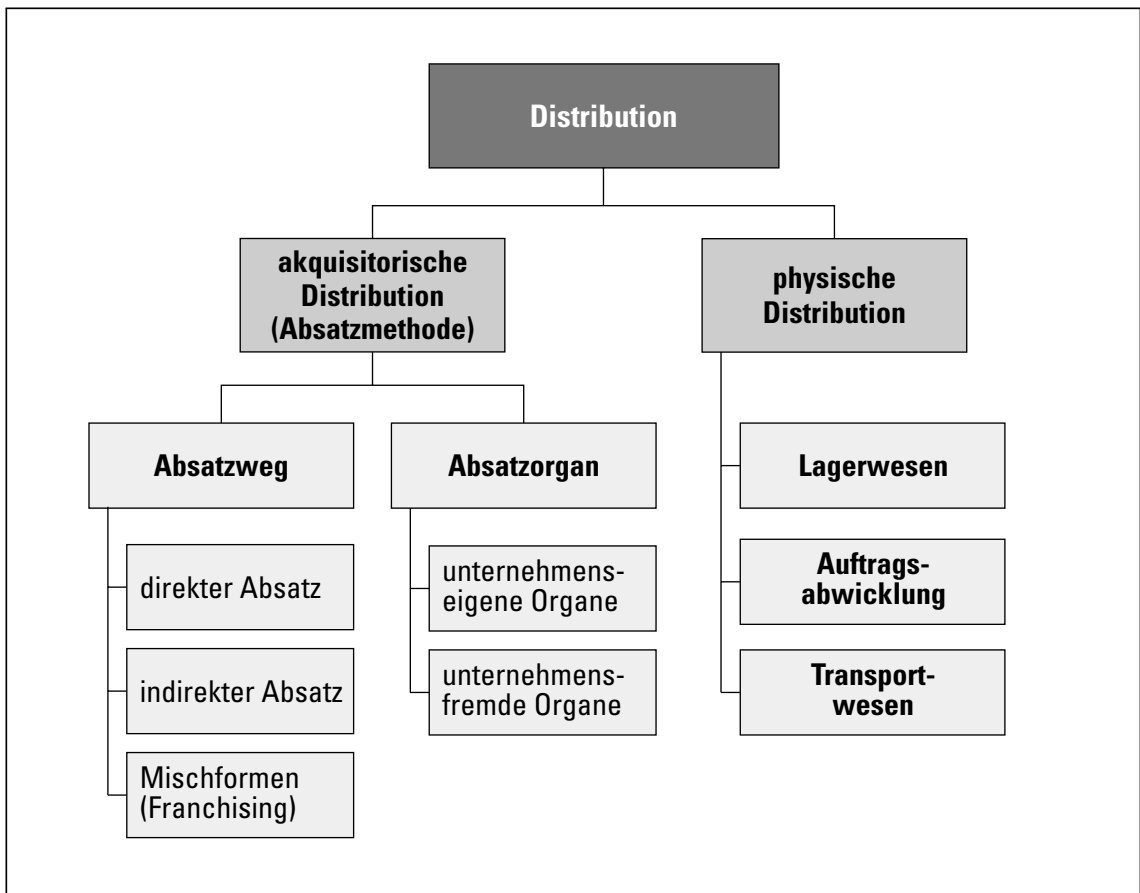 Distribution
akquisitorische
Distribution
(Absatzmethode)
physische
Distribution
Absatzweg
Absatzorgan
Lagerwesen
direkter Absatz
unternehmens-
eigene Organe
Auftrags-
abwicklung
indirekter Absatz
unternehmens-
fremde Organe
Transport-
wesen
Mischformen
(Franchising)